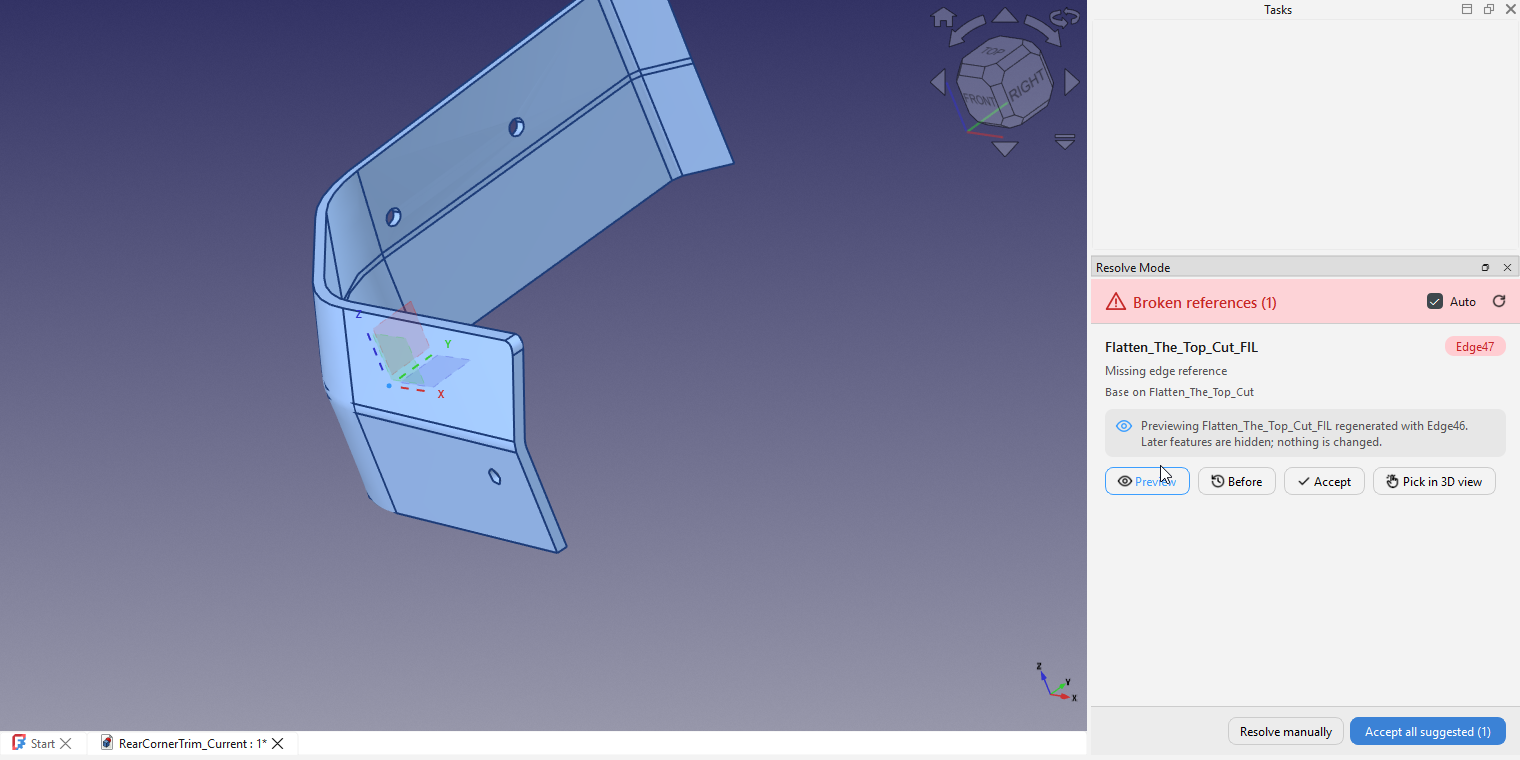 Tasks
TOP
FRONT
RIGHT
Z
Y
X
Z
Y
X
Start
RearCornerTrim_Current : 1*
Resolve Mode
Broken references (1)
Auto
Flatten_The_Top_Cut_FIL
Edge47
Missing edge reference
Base on Flatten_The_Top_Cut
Previewing Flatten_The_Top_Cut_FIL regenerated with Edge46.
Later features are hidden; nothing is changed.
Preview
Before
Accept
Pick in 3D view
Resolve manually
Accept all suggested (1)